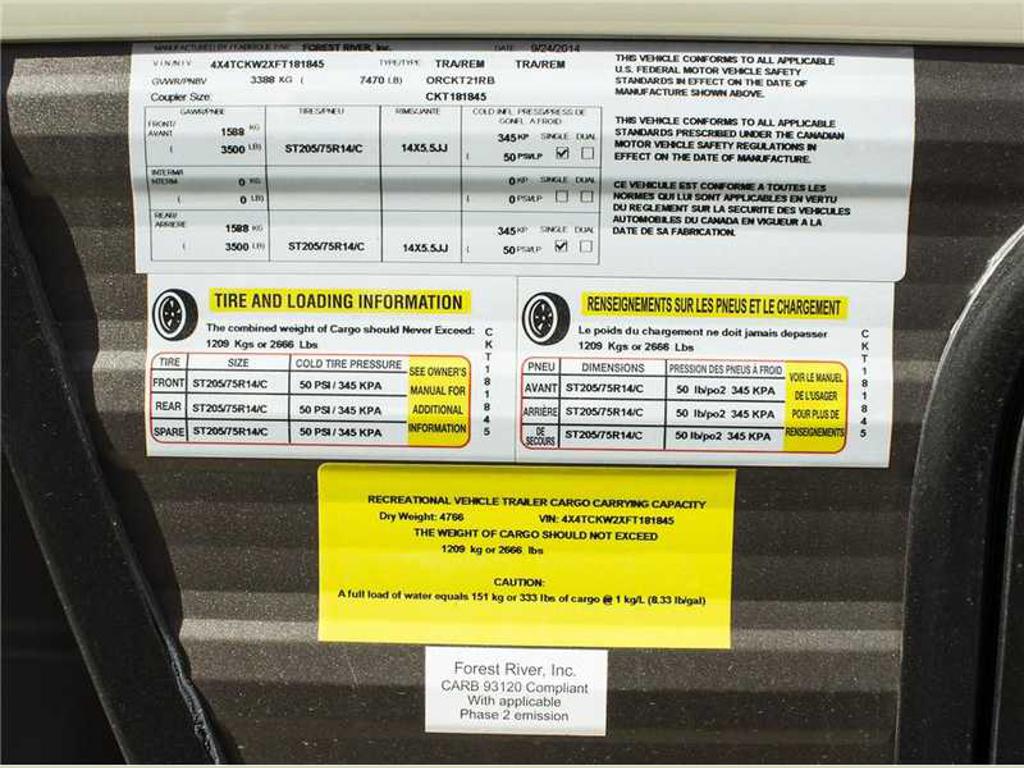 MANUFACTURED BY / FABRIQUE PAR: FOREST RIVER, Inc. DATE: 9/24/2014
VIN/NIV 4X4TCKW2XFT181845 TYPE/TYPE: TRA/REM TRA/REM
GVWR/PNBV 3388 KG ( 7470 LB) ORCKT21RB
Coupler Size: CKT181845
GAWR/PNBE TIRES/PNEU RIMS/JANTE COLD INFL. PRESS/PRESS DE GONFL. A FROID
FRONT/AVANT 1588 KG 345 KP SINGLE DUAL
( 3500 LB) ST205/75R14/C 14X5.5JJ ( 50 PSI/LP
INTERM/INTERM 0 KG 0 KP SINGLE DUAL
( 0 LB) ( 0 PSI/LP
REAR/ARRIERE 1588 KG 345 KP SINGLE DUAL
( 3500 LB) ST205/75R14/C 14X5.5JJ ( 50 PSI/LP
THIS VEHICLE CONFORMS TO ALL APPLICABLE
U.S. FEDERAL MOTOR VEHICLE SAFETY
STANDARDS IN EFFECT ON THE DATE OF
MANUFACTURE SHOWN ABOVE.
THIS VEHICLE CONFORMS TO ALL APPLICABLE
STANDARDS PRESCRIBED UNDER THE CANADIAN
MOTOR VEHICLE SAFETY REGULATIONS IN
EFFECT ON THE DATE OF MANUFACTURE.
CE VEHICULE EST CONFORME A TOUTES LES
NORMES QUI LUI SONT APPLICABLES EN VERTU
DU REGLEMENT SUR LA SECURITE DES VEHICULES
AUTOMOBILES DU CANADA EN VIGUEUR A LA
DATE DE SA FABRICATION.
TIRE AND LOADING INFORMATION
The combined weight of Cargo should Never Exceed:
1209 Kgs or 2666 Lbs
TIRE SIZE COLD TIRE PRESSURE
FRONT ST205/75R14/C 50 PSI / 345 KPA
REAR ST205/75R14/C 50 PSI / 345 KPA
SPARE ST205/75R14/C 50 PSI / 345 KPA
SEE OWNER'S
MANUAL FOR
ADDITIONAL
INFORMATION
CKT181845
RENSEIGNEMENTS SUR LES PNEUS ET LE CHARGEMENT
Le poids du chargement ne doit jamais depasser
1209 Kgs or 2666 Lbs
PNEU DIMENSIONS PRESSION DES PNEUS À FROID
AVANT ST205/75R14/C 50 lb/po2 345 KPA
ARRIÈRE ST205/75R14/C 50 lb/po2 345 KPA
DE SECOURS ST205/75R14/C 50 lb/po2 345 KPA
VOIR LE MANUEL
DE L'USAGER
POUR PLUS DE
RENSEIGNEMENTS
CKT181845
RECREATIONAL VEHICLE TRAILER CARGO CARRYING CAPACITY
Dry Weight: 4766 VIN: 4X4TCKW2XFT181845
THE WEIGHT OF CARGO SHOULD NOT EXCEED
1209 kg or 2666 lbs
CAUTION:
A full load of water equals 151 kg or 333 lbs of cargo @ 1 kg/L (8.33 lb/gal)
Forest River, Inc.
CARB 93120 Compliant
With applicable
Phase 2 emission